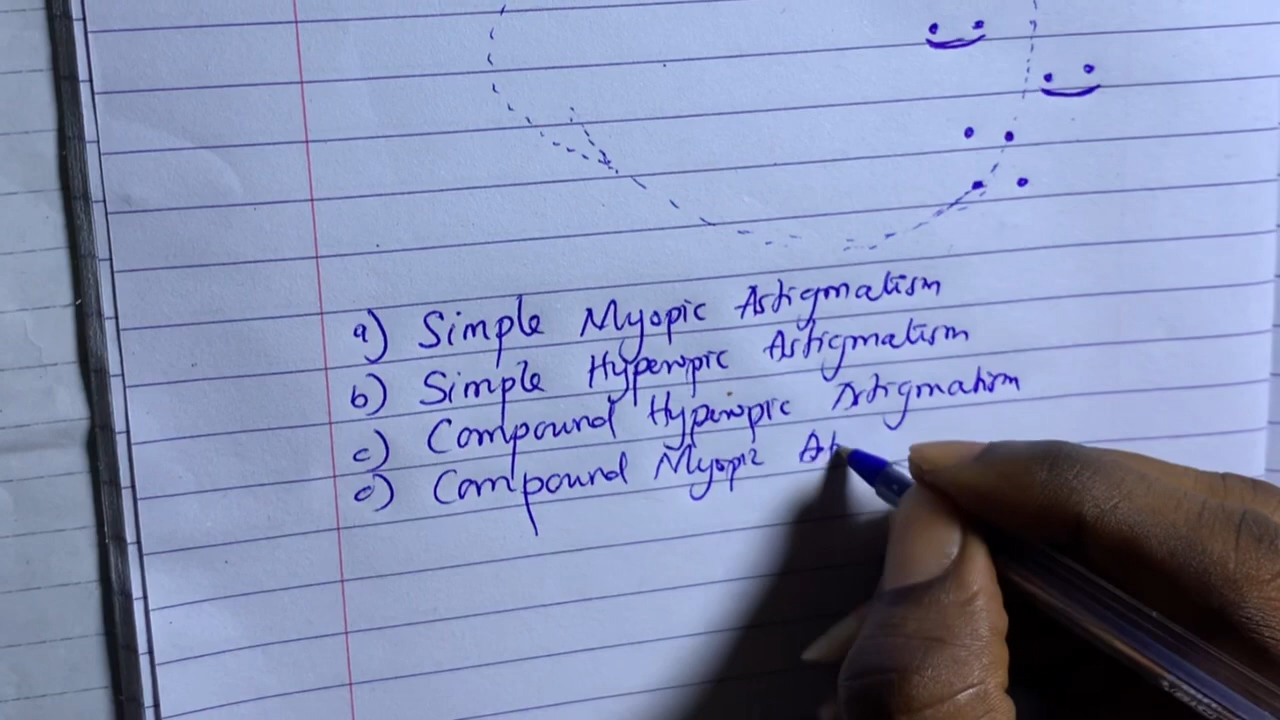 a) Simple Myopic Astigmatism
b) Simple Hyperopic Astigmatism
c) Compound Hyperopic Astigmatism
d) Compound Myopic